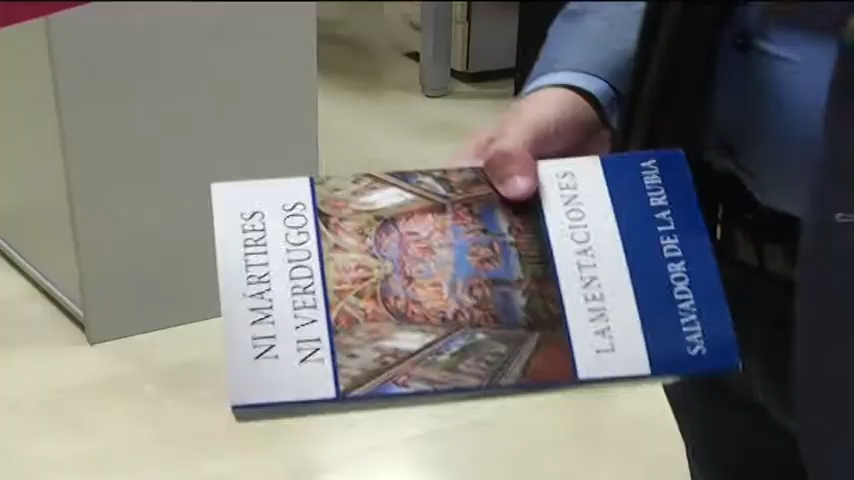 NI MÁRTIRES
NI VERDUGOS
LAMENTACIONES
SALVADOR DE LA RUBIA